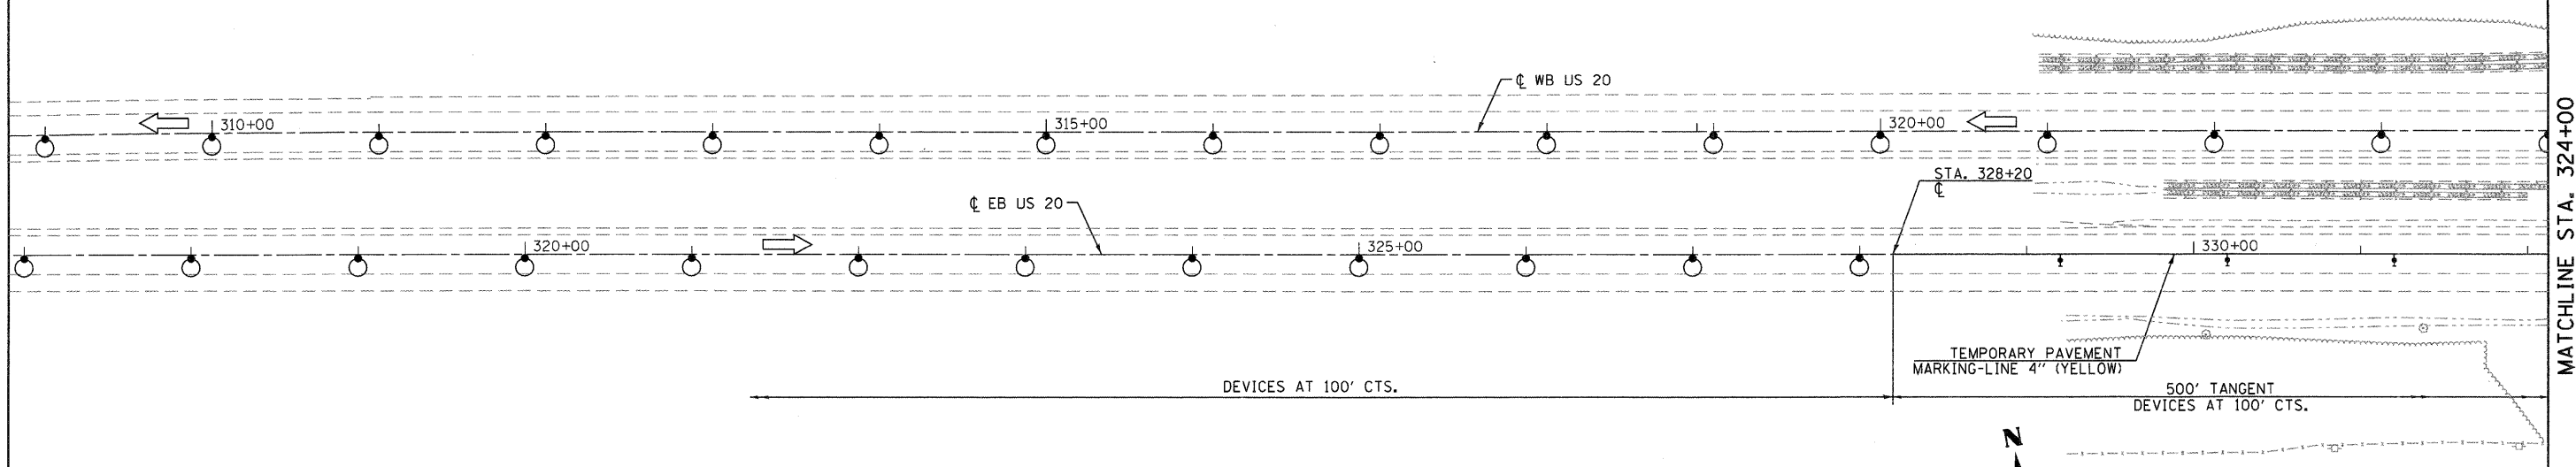 ℄ WB US 20
310+00
315+00
320+00
STA. 328+20
℄
℄ EB US 20
320+00
325+00
330+00
TEMPORARY PAVEMENT
MARKING-LINE 4" (YELLOW)
DEVICES AT 100' CTS.
500' TANGENT
DEVICES AT 100' CTS.
N
MATCHLINE STA. 324+00